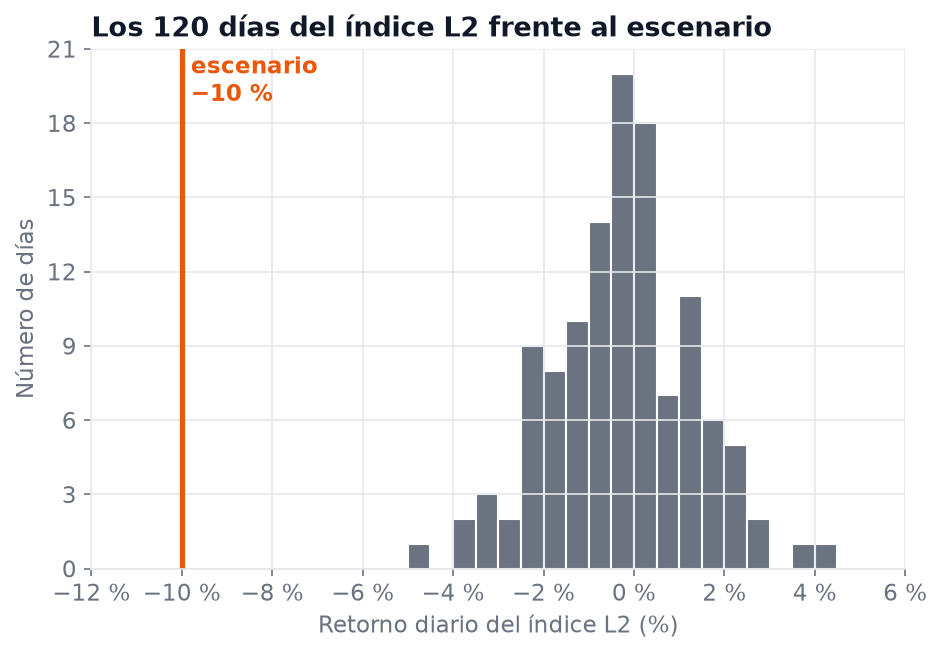 Los 120 días del índice L2 frente al escenario
escenario
−10 %
Número de días
21
18
15
12
9
6
3
0
−12 % −10 % −8 % −6 % −4 % −2 % 0 % 2 % 4 % 6 %
Retorno diario del índice L2 (%)